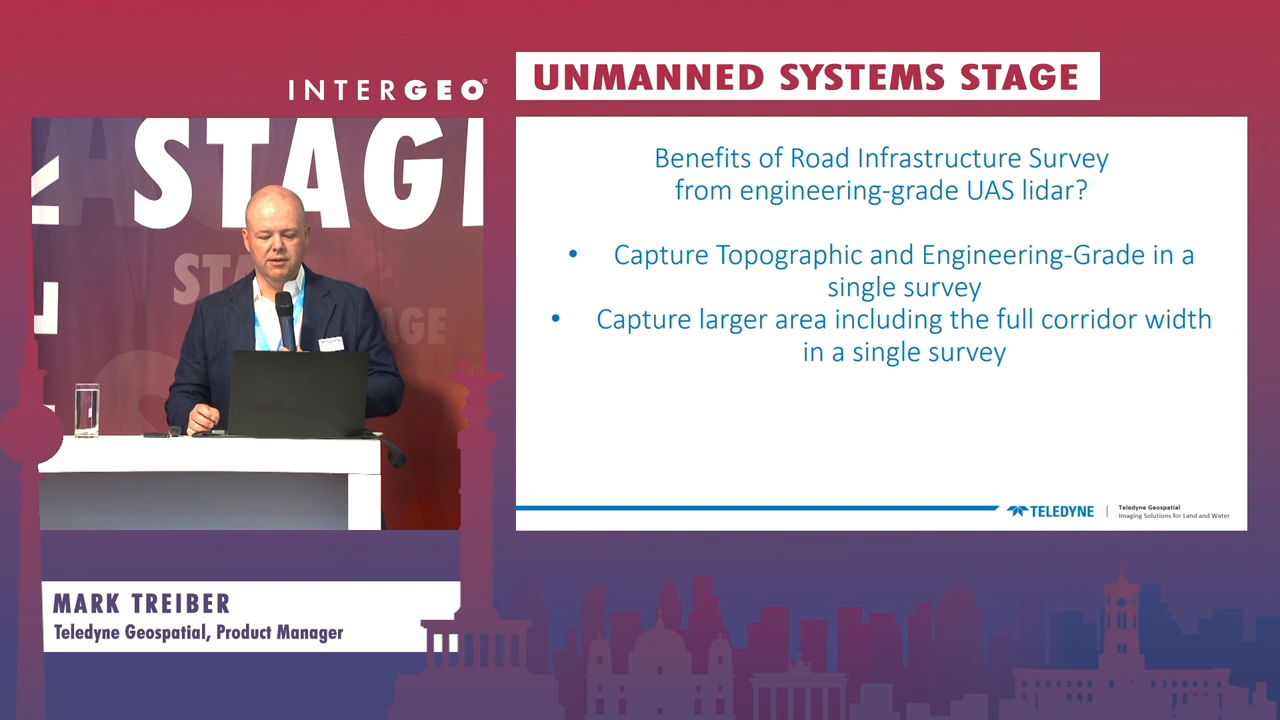 INTERGEO®
UNMANNED SYSTEMS STAGE
STAGE
Benefits of Road Infrastructure Survey
from engineering-grade UAS lidar?
• Capture Topographic and Engineering-Grade in a
single survey
• Capture larger area including the full corridor width
in a single survey
TELEDYNE
Teledyne Geospatial
Imaging Solutions for Land and Water
MARK TREIBER
Teledyne Geospatial, Product Manager